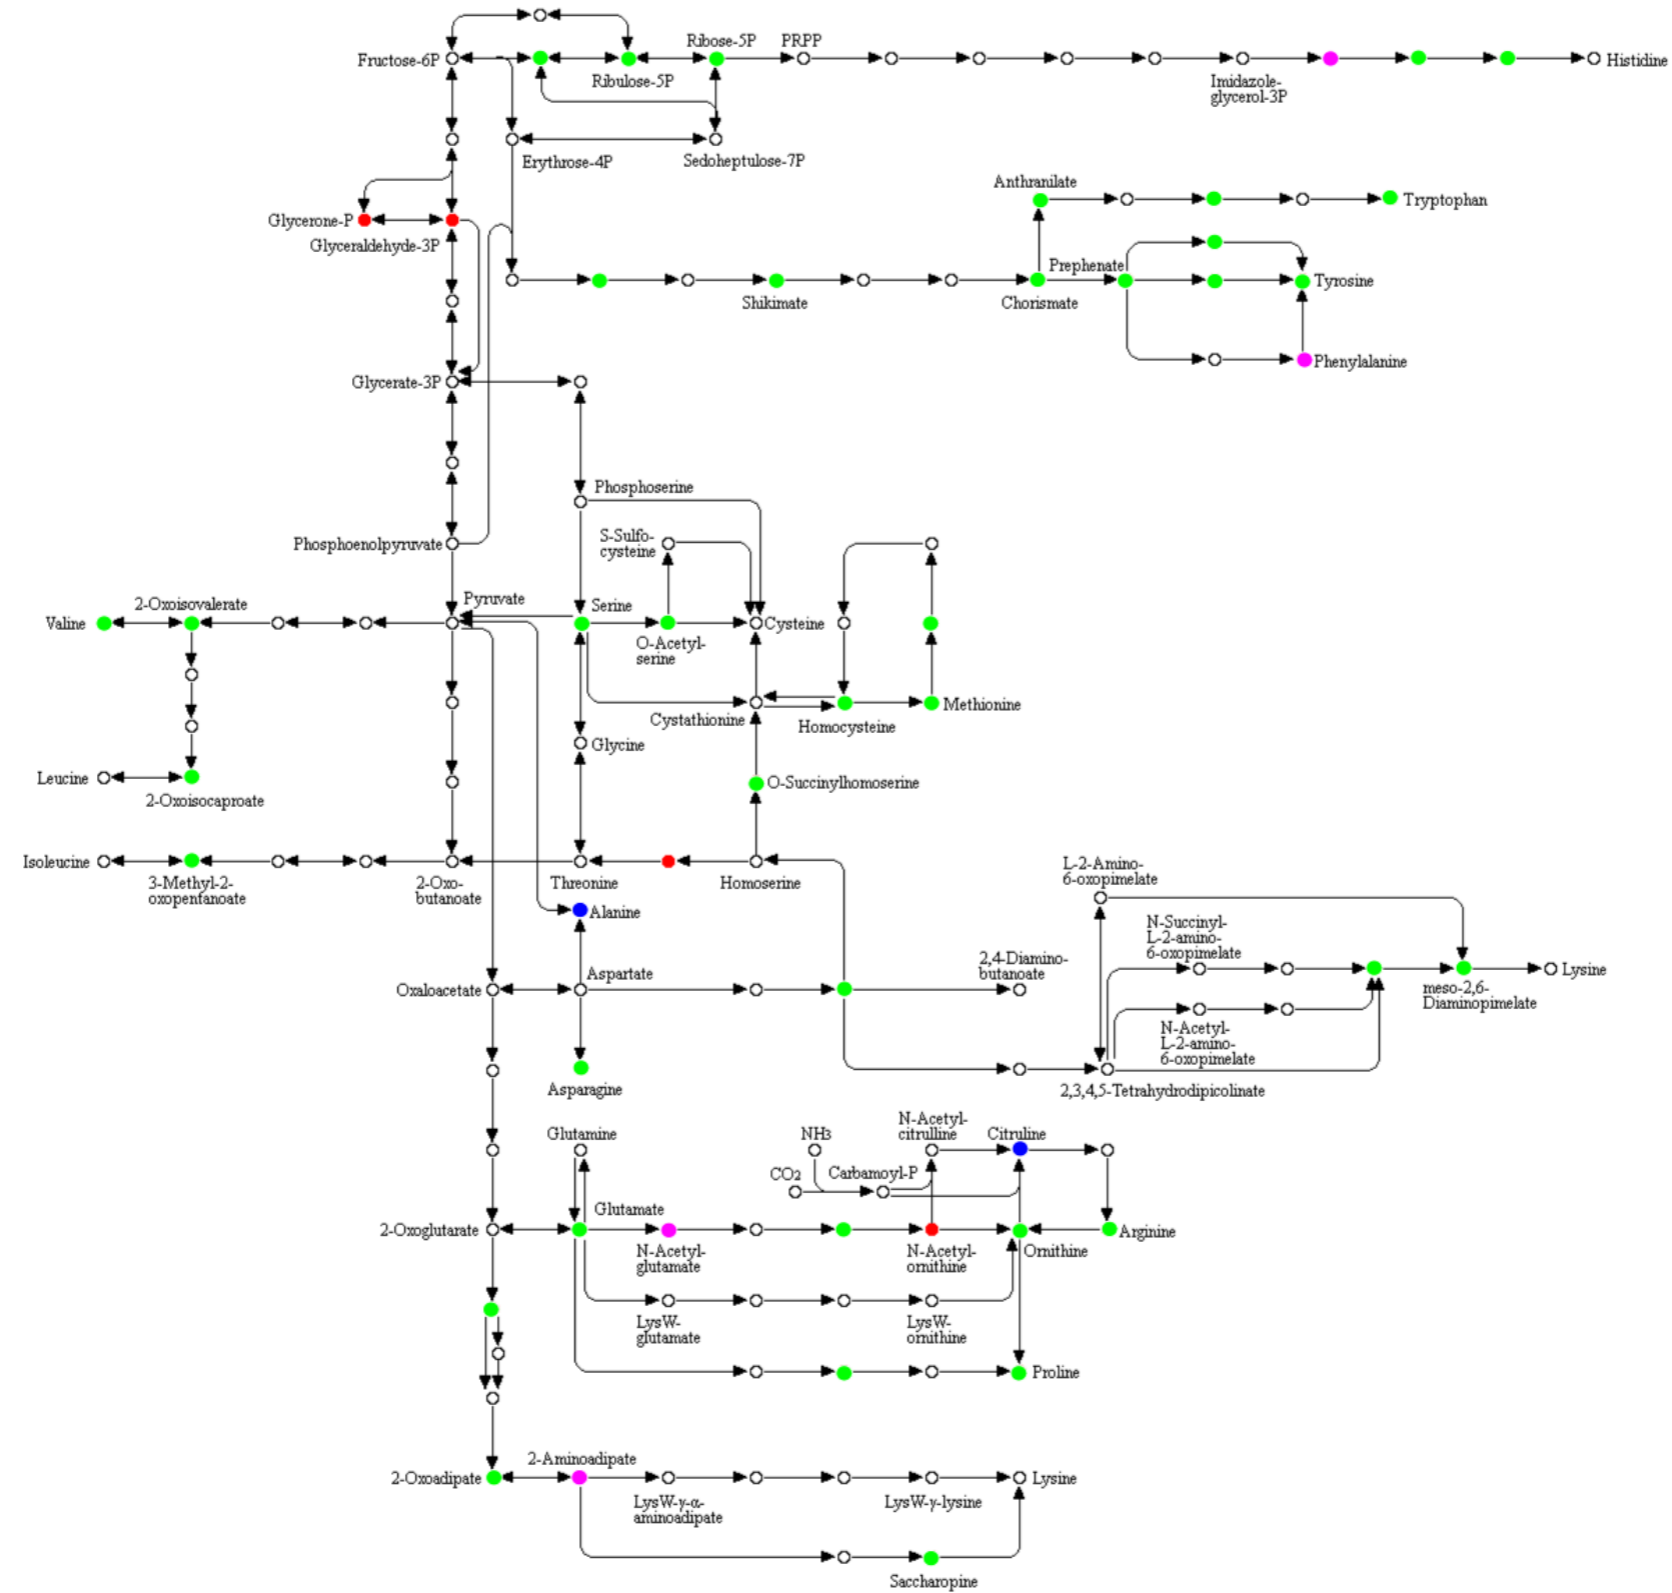 Ribose-5P
PRPP
Fructose-6P
Ribulose-5P
Imidazole-
glycerol-3P
Histidine
Erythrose-4P
Sedoheptulose-7P
Anthranilate
Tryptophan
Glycerone-P
Glyceraldehyde-3P
Prephenate
Shikimate
Chorismate
Tyrosine
Phenylalanine
Glycerate-3P
Phosphoserine
Phosphoenolpyruvate
S-Sulfo-
cysteine
2-Oxoisovalerate
Pyruvate
Serine
Valine
Cysteine
O-Acetyl-
serine
Cystathionine
Homocysteine
Methionine
Glycine
Leucine
2-Oxoisocaproate
O-Succinylhomoserine
Isoleucine
3-Methyl-2-
oxopentanoate
2-Oxo-
butanoate
Threonine
Homoserine
Alanine
L-2-Amino-
6-oxopimelate
N-Succinyl-
L-2-amino-
6-oxopimelate
Aspartate
2,4-Diamino-
butanoate
Oxaloacetate
Lysine
meso-2,6-
Diaminopimelate
N-Acetyl-
L-2-amino-
6-oxopimelate
Asparagine
2,3,4,5-Tetrahydrodipicolinate
Glutamine
NH3
N-Acetyl-
citrulline
Citruline
CO2
Carbamoyl-P
Glutamate
2-Oxoglutarate
N-Acetyl-
glutamate
N-Acetyl-
ornithine
Ornithine
Arginine
LysW-
glutamate
LysW-
ornithine
Proline
2-Aminoadipate
2-Oxoadipate
Lysine
LysW-γ-α-
aminoadipate
LysW-γ-lysine
Saccharopine